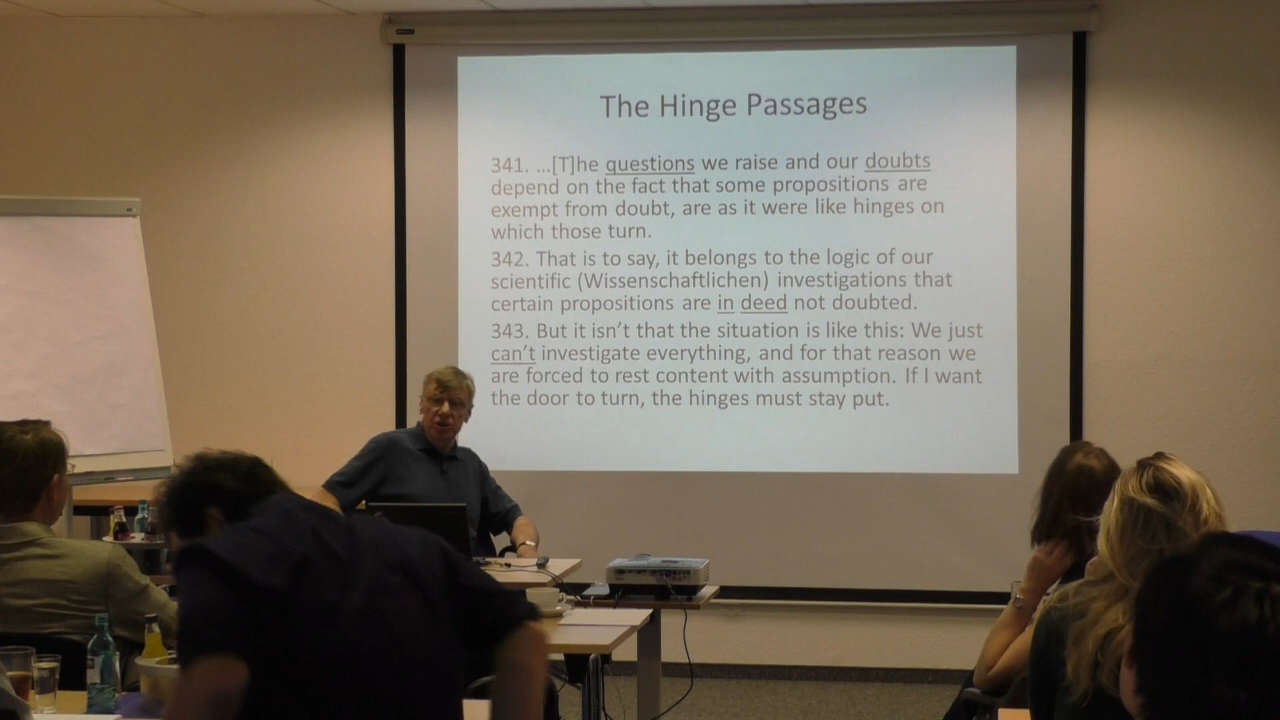 The Hinge Passages
341. ...[T]he questions we raise and our doubts
depend on the fact that some propositions are
exempt from doubt, are as it were like hinges on
which those turn.
342. That is to say, it belongs to the logic of our
scientific (Wissenschaftlichen) investigations that
certain propositions are in deed not doubted.
343. But it isn't that the situation is like this: We just
can't investigate everything, and for that reason we
are forced to rest content with assumption. If I want
the door to turn, the hinges must stay put.